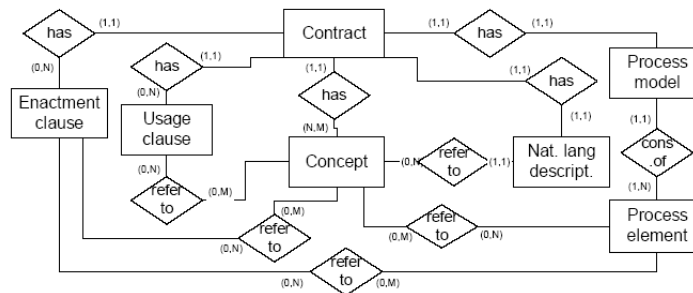 has
(1,1)
Contract
(1,1)
has
(1,1)
(0,N)
has
(1,1)
(1,1)
(1,1)
has
Process
model
Enactment
clause
(0,N)
Usage
clause
has
(N,M)
(1,1)
(1,1)
(0,N)
refer
to
(0,M)
Concept
(0,N
refer
to
(1,1)
Nat. lang
descript.
cons
.of
(1,N)
(0,M)
refer
to
(0,N)
(0,M)
refer
to
(0,N)
Process
element
(0,N)
refer
to
(0,M)